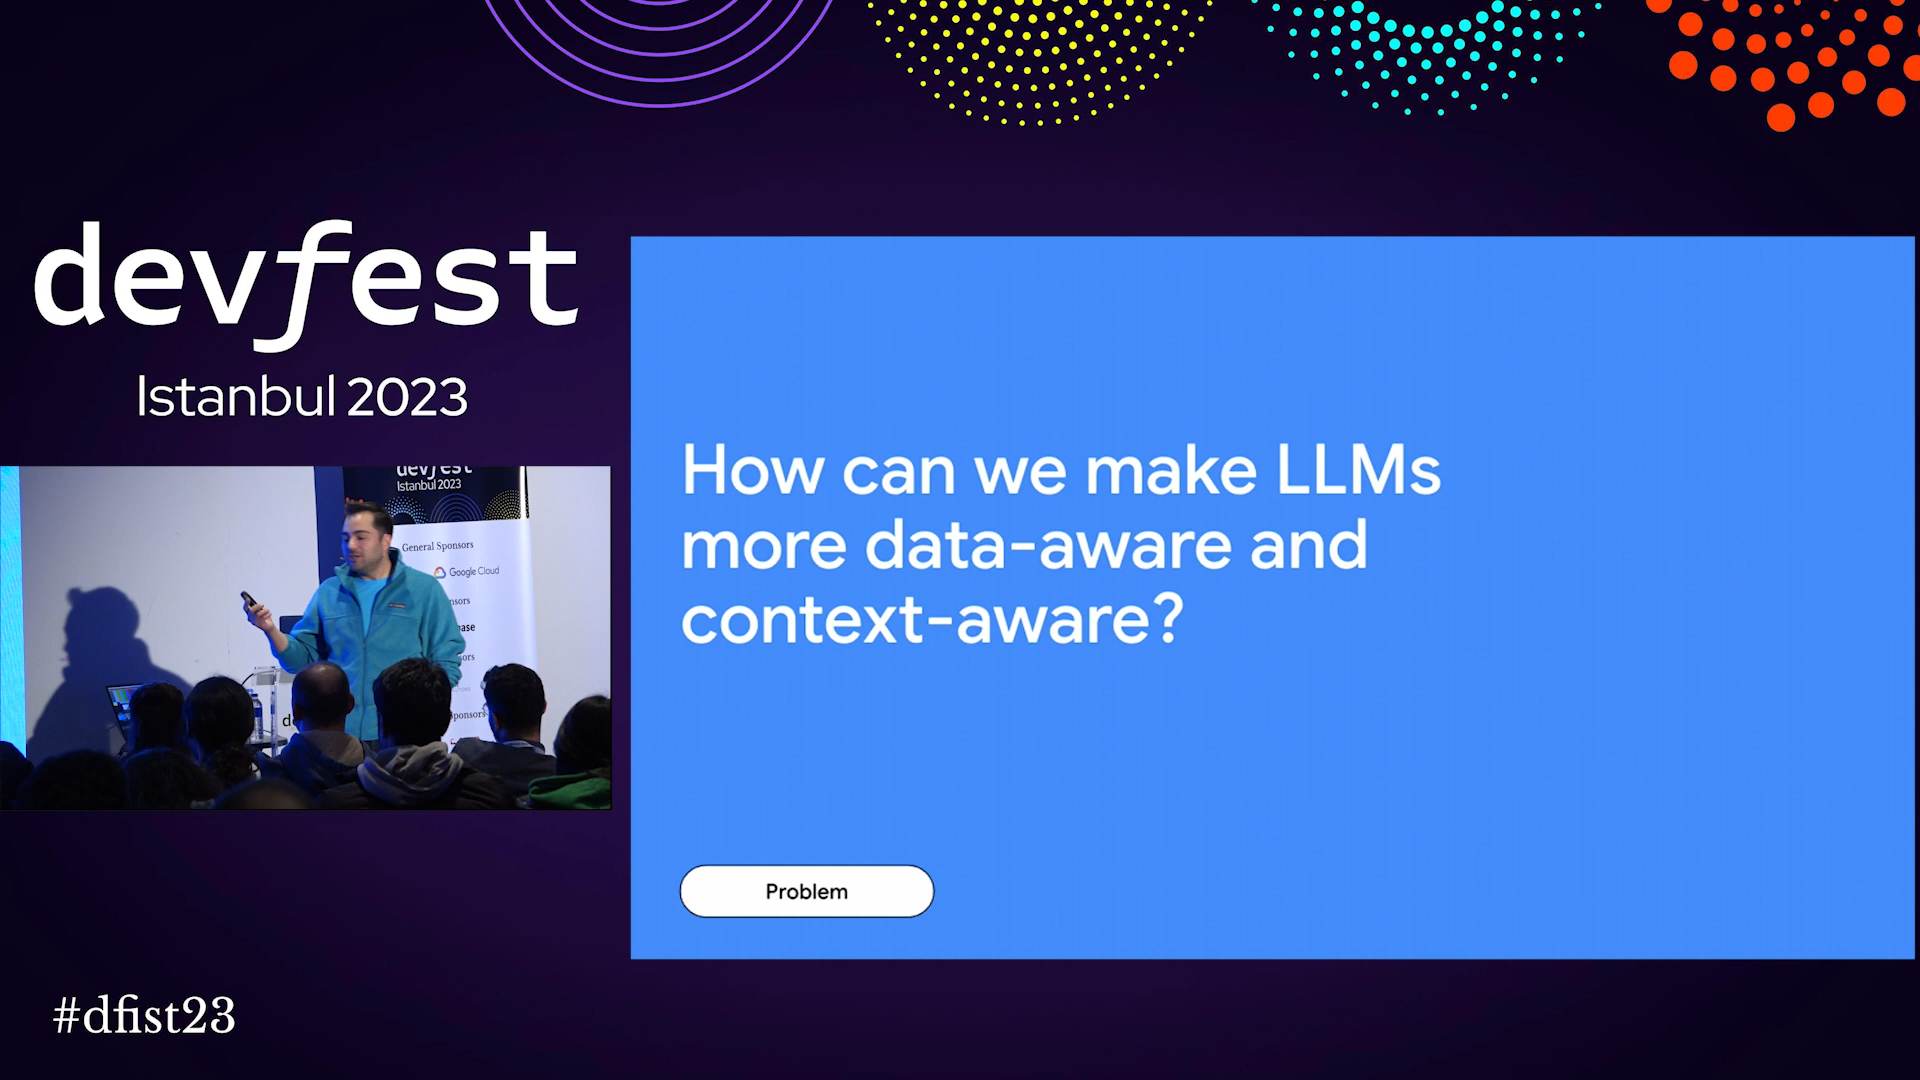 devfest
Istanbul 2023
How can we make LLMs
more data-aware and
context-aware?
Problem
devfest
Istanbul 2023
General Sponsors
Google Cloud
#dfist23